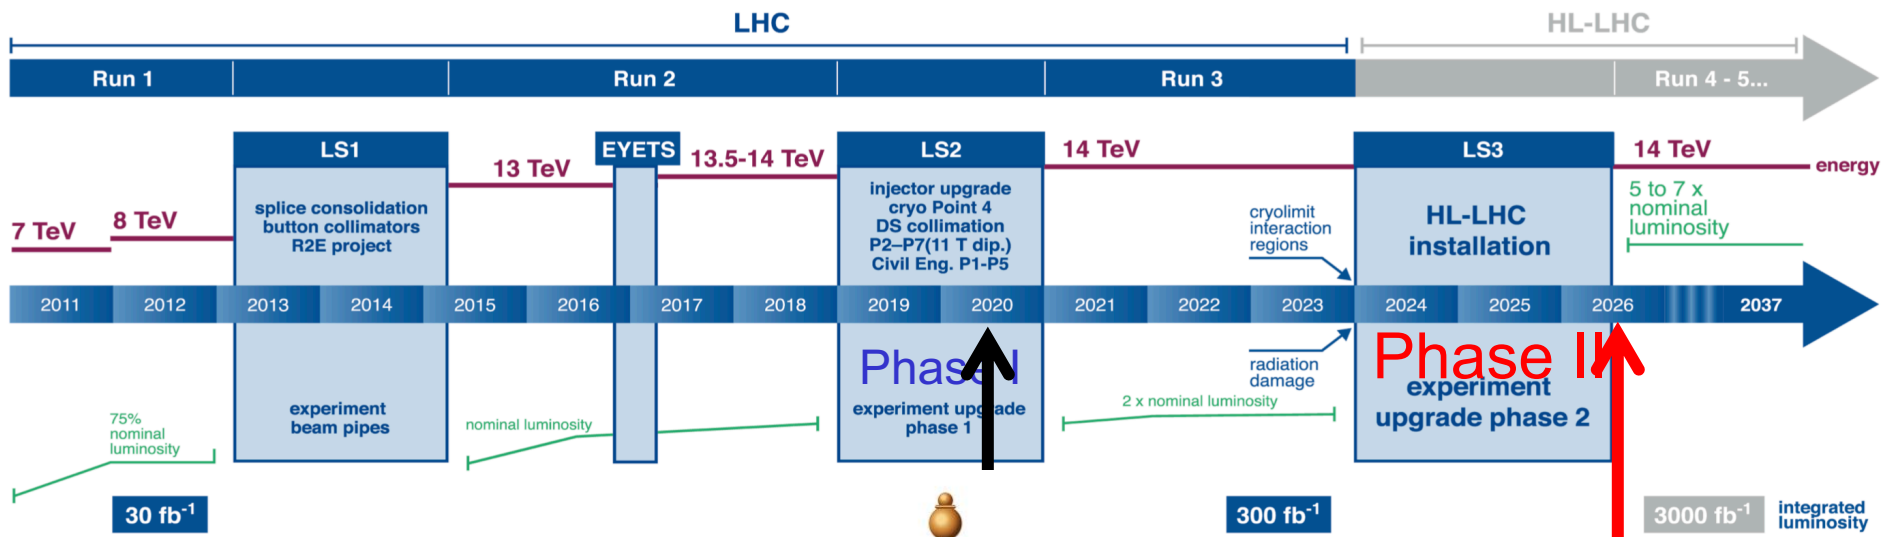 LHC
HL-LHC
Run 1
Run 2
Run 3
Run 4 - 5...
LS1
EYETS
LS2
LS3
13 TeV
13.5-14 TeV
14 TeV
14 TeV
energy
7 TeV
8 TeV
splice consolidation
button collimators
R2E project
injector upgrade
cryo Point 4
DS collimation
P2–P7(11 T dip.)
Civil Eng. P1-P5
cryolimit
interaction
regions
HL-LHC
installation
5 to 7 x
nominal
luminosity
2011
2012
2013
2014
2015
2016
2017
2018
2019
2020
2021
2022
2023
2024
2025
2026
2037
Phase I
Phase II
radiation
damage
75%
nominal
luminosity
experiment
beam pipes
nominal luminosity
experiment upgrade
phase 1
2 x nominal luminosity
experiment
upgrade phase 2
30 fb⁻¹
300 fb⁻¹
3000 fb⁻¹
integrated
luminosity